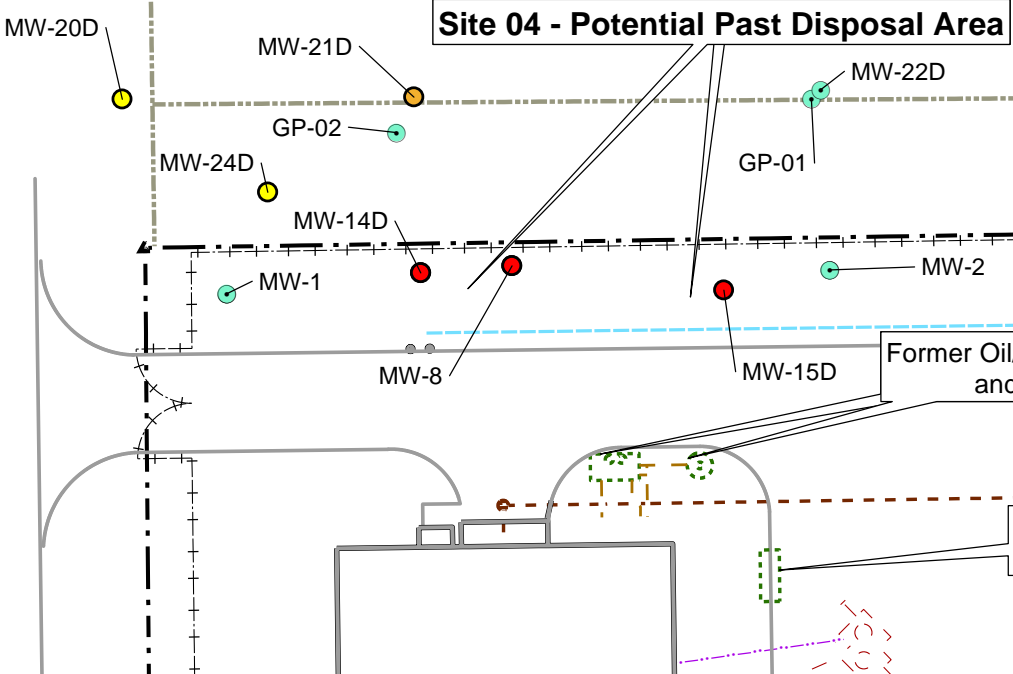 Site 04 - Potential Past Disposal Area
MW-20D
MW-21D
MW-22D
GP-02
GP-01
MW-24D
MW-14D
MW-1
MW-2
MW-8
MW-15D
Former Oil/
and